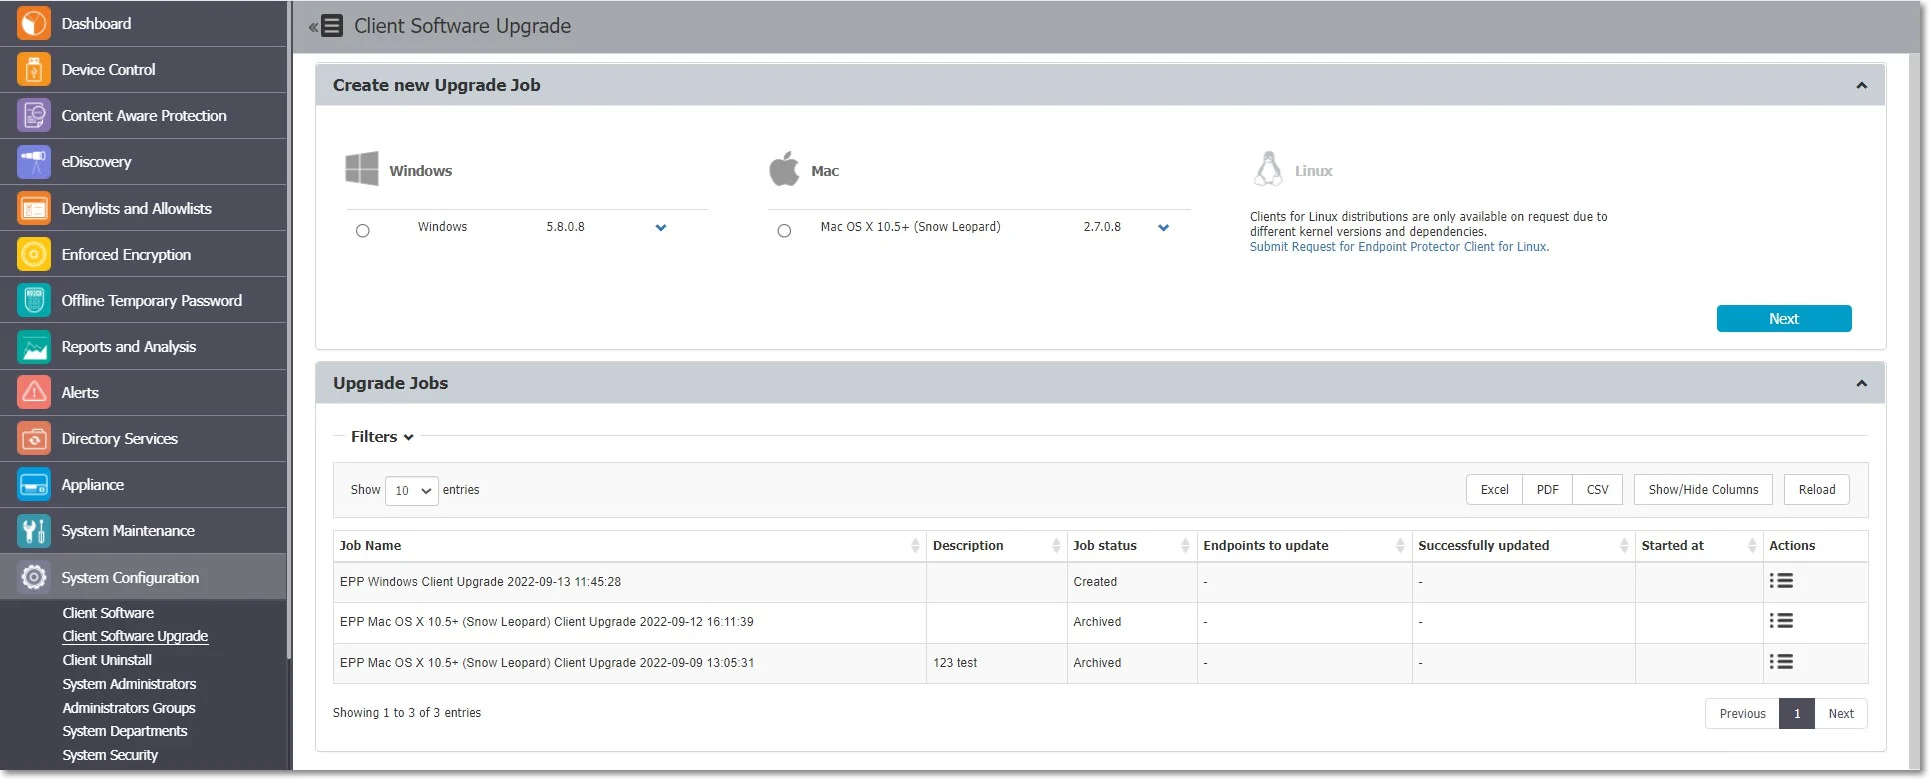 Dashboard
Device Control
Content Aware Protection
eDiscovery
Denylists and Allowlists
Enforced Encryption
Offline Temporary Password
Reports and Analysis
Alerts
Directory Services
Appliance
System Maintenance
System Configuration
Client Software
Client Software Upgrade
Client Uninstall
System Administrators
Administrators Groups
System Departments
System Security
Client Software Upgrade
Create new Upgrade Job
Windows
Windows 5.8.0.8
Mac
Mac OS X 10.5+ (Snow Leopard) 2.7.0.8
Linux
Clients for Linux distributions are only available on request due to
different kernel versions and dependencies.
Submit Request for Endpoint Protector Client for Linux.
Next
Upgrade Jobs
Filters
Show 10 entries
Excel PDF CSV Show/Hide Columns Reload
Job Name Description Job status Endpoints to update Successfully updated Started at Actions
EPP Windows Client Upgrade 2022-09-13 11:45:28 Created - -
EPP Mac OS X 10.5+ (Snow Leopard) Client Upgrade 2022-09-12 16:11:39 Archived - -
EPP Mac OS X 10.5+ (Snow Leopard) Client Upgrade 2022-09-09 13:05:31 123 test Archived - -
Showing 1 to 3 of 3 entries
Previous 1 Next